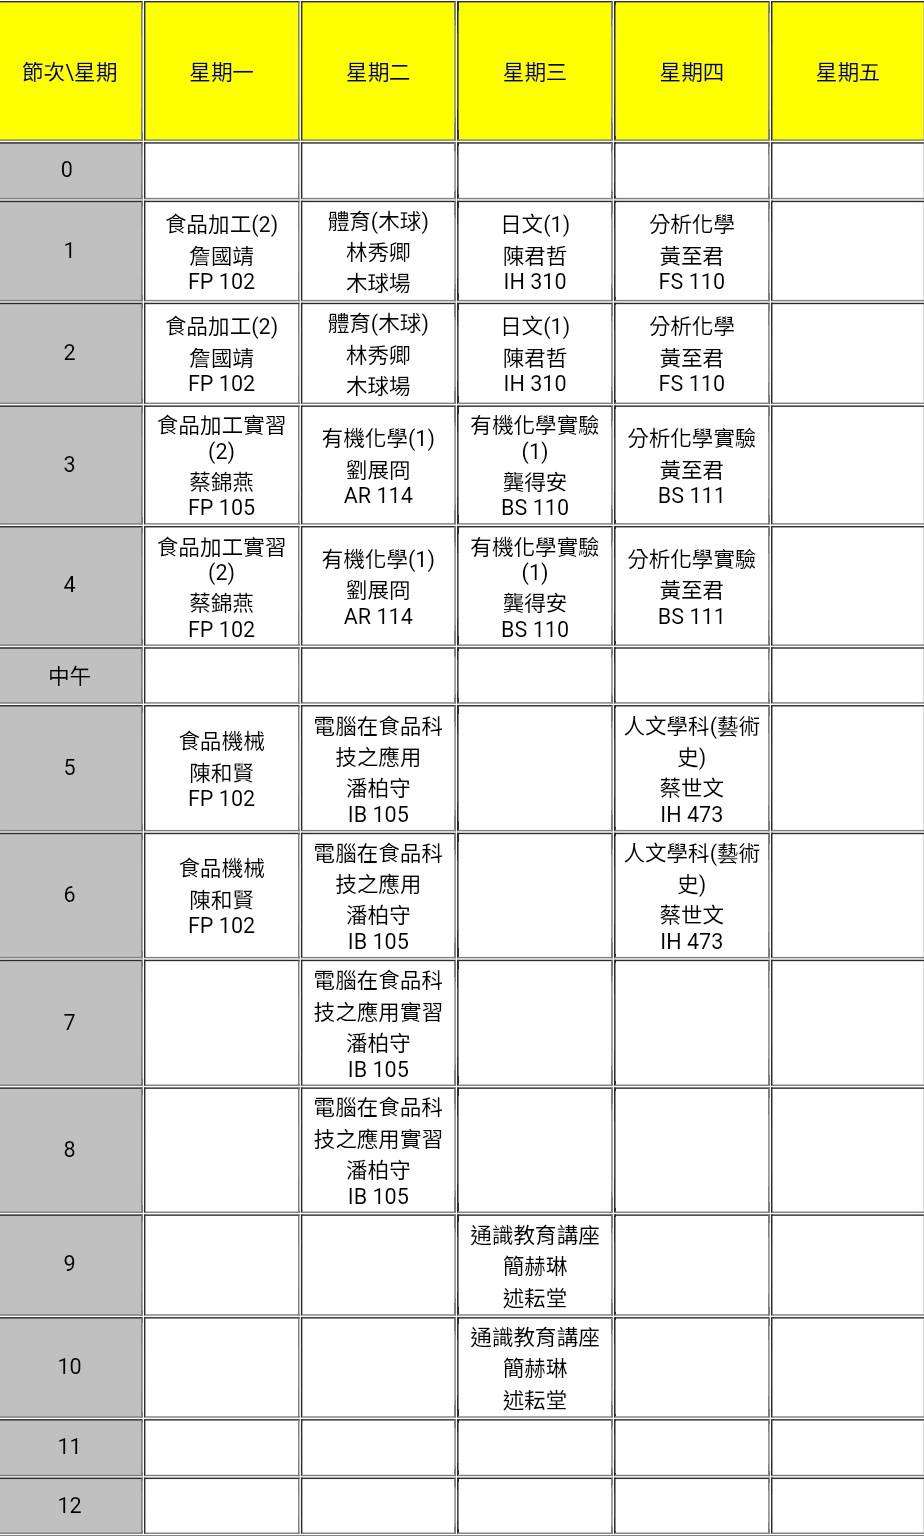 節次\星期
星期一
星期二
星期三
星期四
星期五
0
1
食品加工(2)
詹國靖
FP 102
體育(木球)
林秀卿
木球場
日文(1)
陳君哲
IH 310
分析化學
黃至君
FS 110
2
食品加工(2)
詹國靖
FP 102
體育(木球)
林秀卿
木球場
日文(1)
陳君哲
IH 310
分析化學
黃至君
FS 110
3
食品加工實習
(2)
蔡錦燕
FP 105
有機化學(1)
劉展冏
AR 114
有機化學實驗
(1)
龔得安
BS 110
分析化學實驗
黃至君
BS 111
4
食品加工實習
(2)
蔡錦燕
FP 102
有機化學(1)
劉展冏
AR 114
有機化學實驗
(1)
龔得安
BS 110
分析化學實驗
黃至君
BS 111
中午
5
食品機械
陳和賢
FP 102
電腦在食品科
技之應用
潘柏守
IB 105
人文學科(藝術
史)
蔡世文
IH 473
6
食品機械
陳和賢
FP 102
電腦在食品科
技之應用
潘柏守
IB 105
人文學科(藝術
史)
蔡世文
IH 473
7
電腦在食品科
技之應用實習
潘柏守
IB 105
8
電腦在食品科
技之應用實習
潘柏守
IB 105
9
通識教育講座
簡赫琳
述耘堂
10
通識教育講座
簡赫琳
述耘堂
11
12